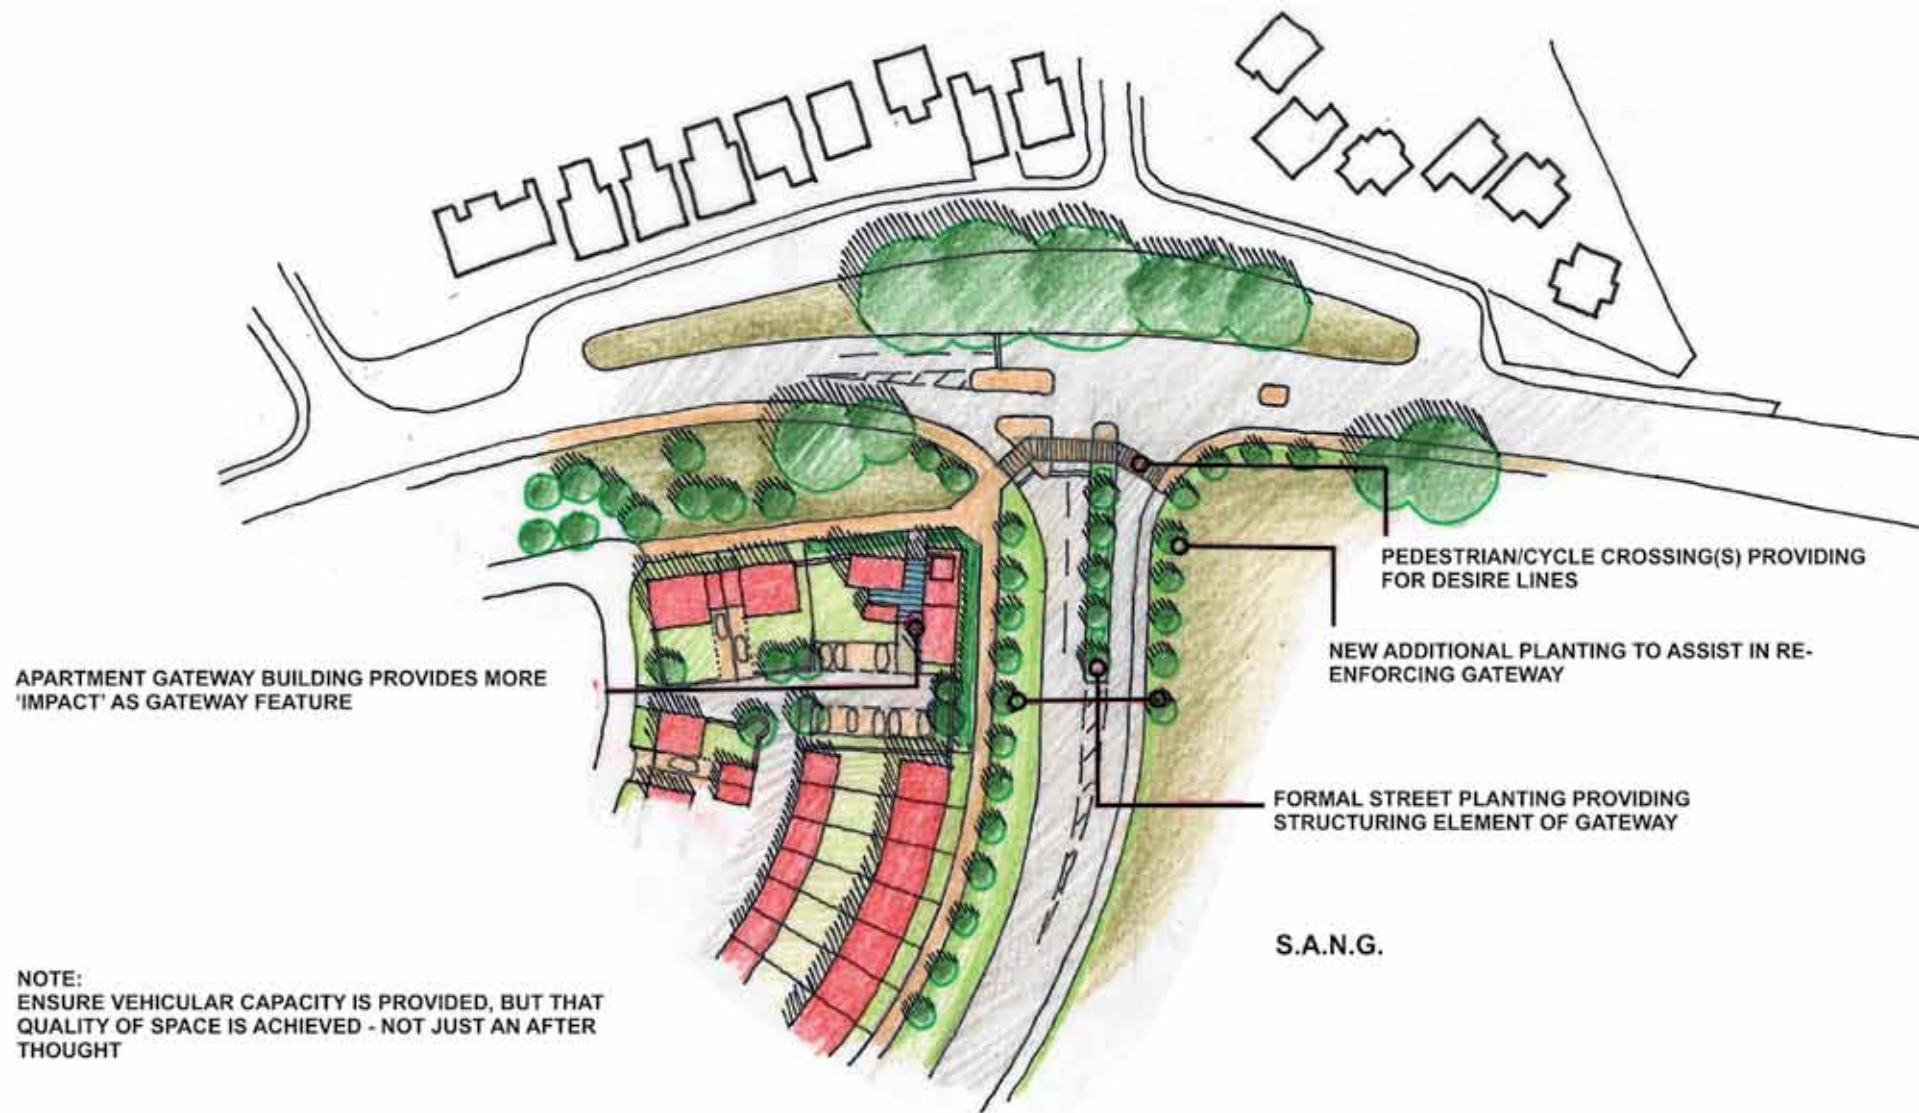 PEDESTRIAN/CYCLE CROSSING(S) PROVIDING
FOR DESIRE LINES
NEW ADDITIONAL PLANTING TO ASSIST IN RE-
ENFORCING GATEWAY
APARTMENT GATEWAY BUILDING PROVIDES MORE
'IMPACT' AS GATEWAY FEATURE
FORMAL STREET PLANTING PROVIDING
STRUCTURING ELEMENT OF GATEWAY
S.A.N.G.
NOTE:
ENSURE VEHICULAR CAPACITY IS PROVIDED, BUT THAT
QUALITY OF SPACE IS ACHIEVED - NOT JUST AN AFTER
THOUGHT